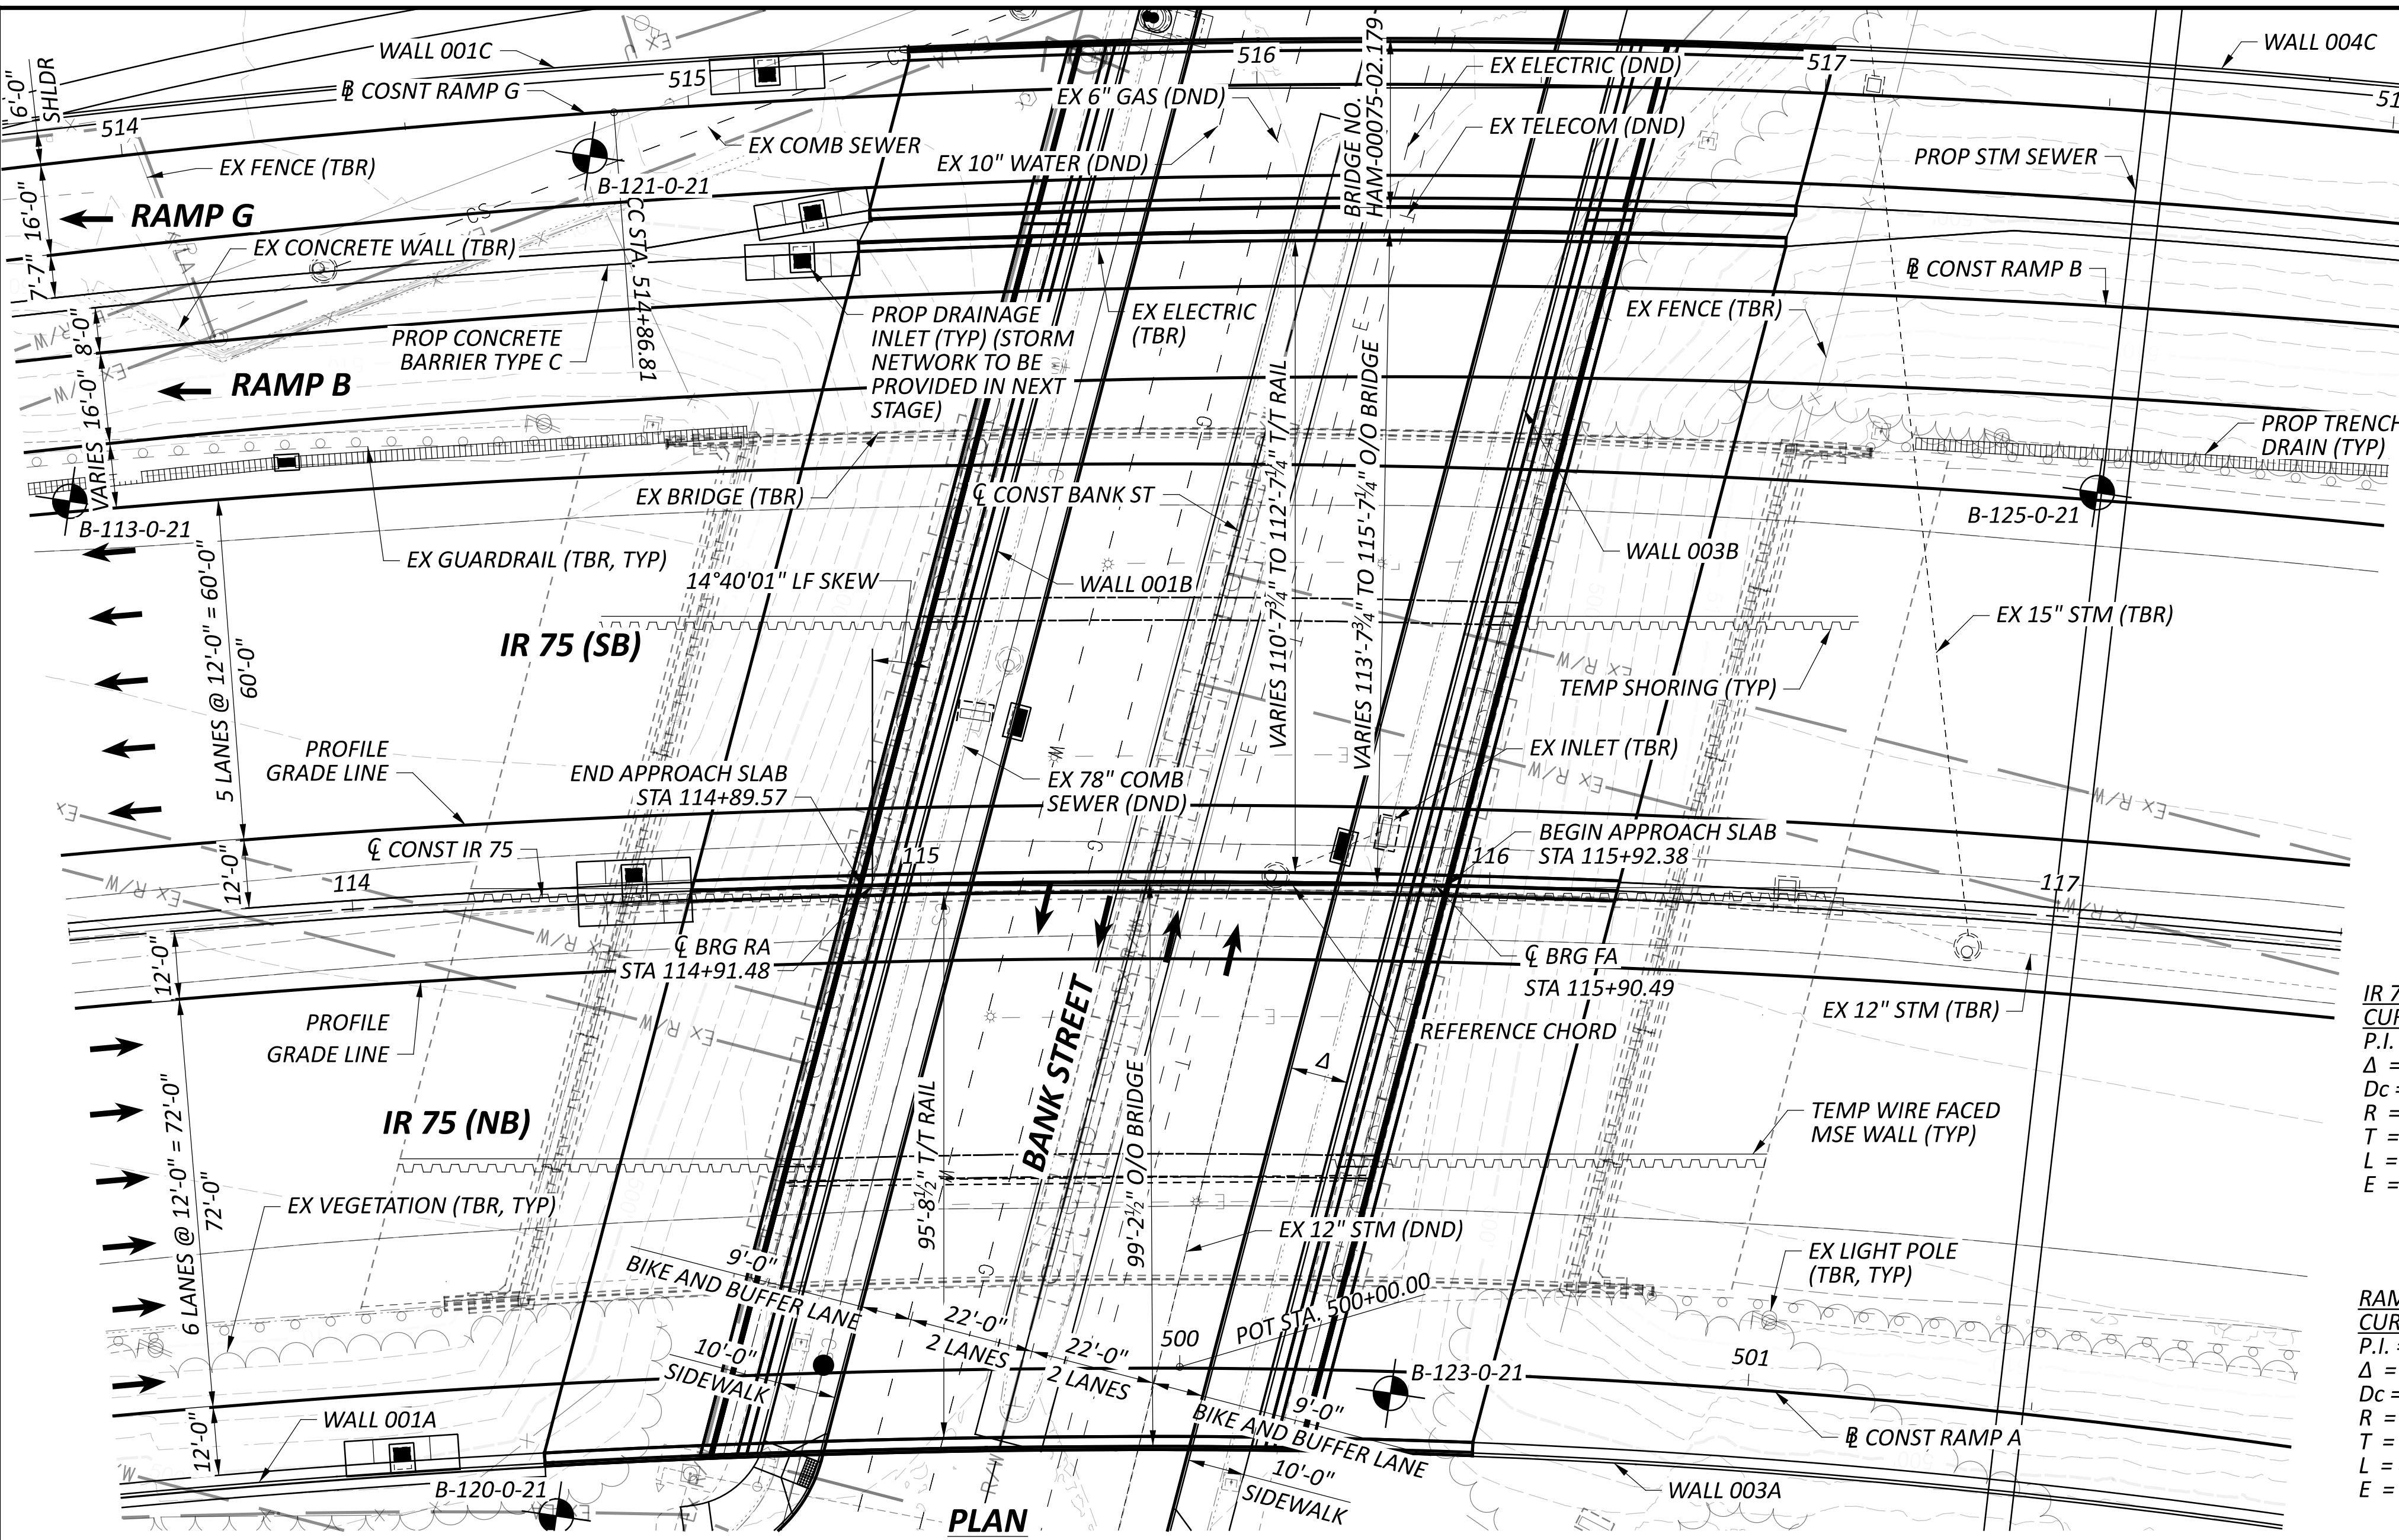 WALL 001C
WALL 004C
6'-0"
SHLDR
℄ COSNT RAMP G
514
515
516
517
EX 6" GAS (DND)
EX ELECTRIC (DND)
BRIDGE NO.
HAM-00075-02.179
EX TELECOM (DND)
EX FENCE (TBR)
EX COMB SEWER
EX 10" WATER (DND)
PROP STM SEWER
B-121-0-21
16'-0"
RAMP G
CS
EX CONCRETE WALL (TBR)
CC STA. 514+86.81
7'-7"
B CONST RAMP B
EX FENCE (TBR)
8'-0"
PROP CONCRETE
BARRIER TYPE C
PROP DRAINAGE
INLET (TYP) (STORM
NETWORK TO BE
PROVIDED IN NEXT
STAGE)
EX ELECTRIC
(TBR)
16'-0"
RAMP B
VARIES
PROP TRENCH
DRAIN (TYP)
EX BRIDGE (TBR)
℄ CONST BANK ST
B-113-0-21
B-125-0-21
EX GUARDRAIL (TBR, TYP)
14°40'01" LF SKEW
WALL 001B
WALL 003B
VARIES 110'-7¾" TO 112'-7¼" T/T RAIL
VARIES 113'-7¾" TO 115'-7¼" O/O BRIDGE
5 LANES @ 12'-0" = 60'-0"
60'-0"
IR 75 (SB)
EX 15" STM (TBR)
EX R/W
TEMP SHORING (TYP)
PROFILE
GRADE LINE
END APPROACH SLAB
STA 114+89.57
EX 78" COMB
SEWER (DND)
EX INLET (TBR)
EX R/W
EX R/W
12'-0"
℄ CONST IR 75
114
115
116
117
BEGIN APPROACH SLAB
STA 115+92.38
EX R/W
EX R/W
EX R/W
12'-0"
℄ BRG RA
STA 114+91.48
℄ BRG FA
STA 115+90.49
EX 12" STM (TBR)
PROFILE
GRADE LINE
EX R/W
REFERENCE CHORD
Δ
BANK STREET
95'-8½" T/T RAIL
99'-2½" O/O BRIDGE
6 LANES @ 12'-0" = 72'-0"
72'-0"
IR 75 (NB)
TEMP WIRE FACED
MSE WALL (TYP)
EX VEGETATION (TBR, TYP)
EX 12" STM (DND)
EX LIGHT POLE
(TBR, TYP)
9'-0"
BIKE AND BUFFER LANE
22'-0"
2 LANES
22'-0"
2 LANES
500
POT STA. 500+00.00
10'-0"
SIDEWALK
B-123-0-21
501
9'-0"
BIKE AND BUFFER LANE
10'-0"
SIDEWALK
12'-0"
WALL 001A
B CONST RAMP A
B-120-0-21
WALL 003A
PLAN
IR 7
CUR
P.I.
Δ =
Dc =
R =
T =
L =
E =
RAM
CUR
P.I. =
Δ =
Dc =
R =
T =
L =
E =